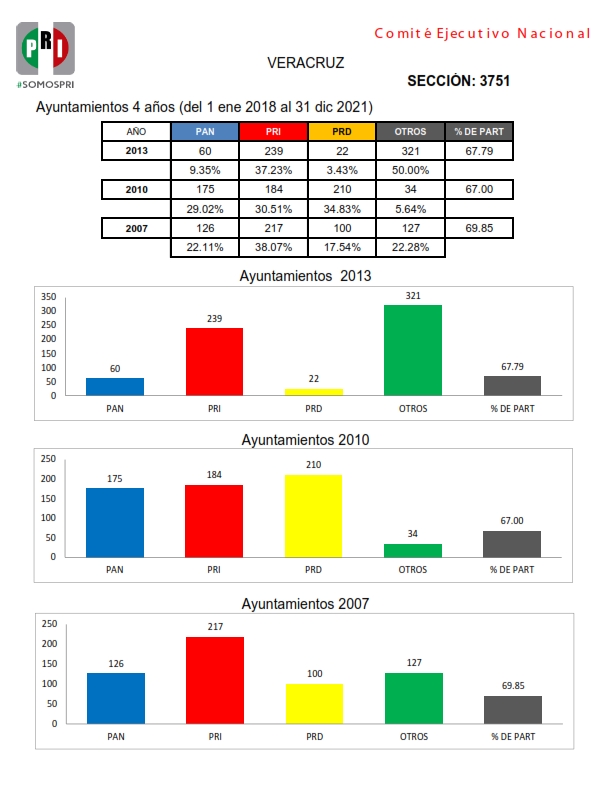 Comité Ejecutivo Nacional
PRI
#SOMOSPRI
VERACRUZ
SECCIÓN: 3751
Ayuntamientos 4 años (del 1 ene 2018 al 31 dic 2021)
AÑO PAN PRI PRD OTROS % DE PART
2013 60 239 22 321 67.79
9.35% 37.23% 3.43% 50.00%
2010 175 184 210 34 67.00
29.02% 30.51% 34.83% 5.64%
2007 126 217 100 127 69.85
22.11% 38.07% 17.54% 22.28%
Ayuntamientos 2013
350
300
250
200
150
100
50
0
60 239 22 321 67.79
PAN PRI PRD OTROS % DE PART
Ayuntamientos 2010
250
200
150
100
50
0
175 184 210 34 67.00
PAN PRI PRD OTROS % DE PART
Ayuntamientos 2007
250
200
150
100
50
0
126 217 100 127 69.85
PAN PRI PRD OTROS % DE PART